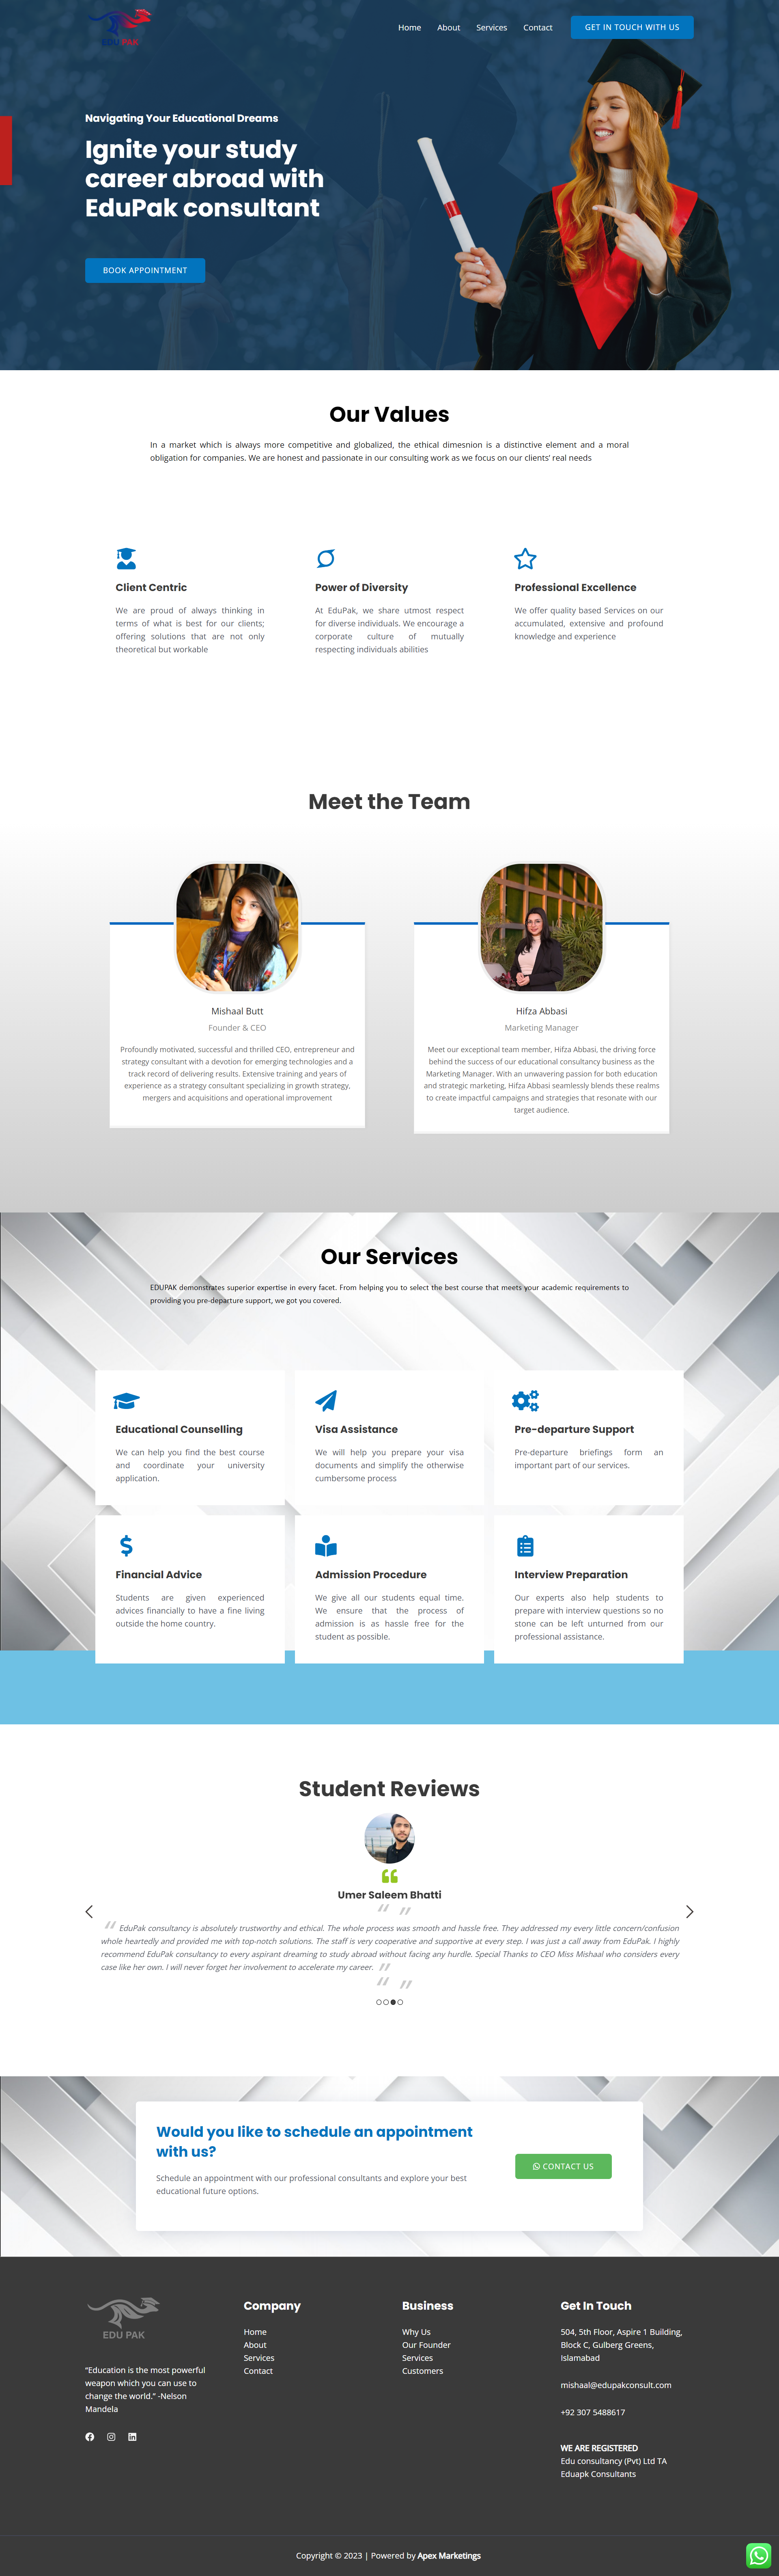 EDU PAK
Home
About
Services
Contact
GET IN TOUCH WITH US
Navigating Your Educational Dreams
Ignite your study
career abroad with
EduPak consultant
BOOK APPOINTMENT
Our Values
In a market which is always more competitive and globalized, the ethical dimesnion is a distinctive element and a moral
obligation for companies. We are honest and passionate in our consulting work as we focus on our clients’ real needs
Client Centric
We are proud of always thinking in
terms of what is best for our clients;
offering solutions that are not only
theoretical but workable
Power of Diversity
At EduPak, we share utmost respect
for diverse individuals. We encourage a
corporate culture of mutually
respecting individuals abilities
Professional Excellence
We offer quality based Services on our
accumulated, extensive and profound
knowledge and experience
Meet the Team
Mishaal Butt
Founder & CEO
Profoundly motivated, successful and thrilled CEO, entrepreneur and
strategy consultant with a devotion for emerging technologies and a
track record of delivering results. Extensive training and years of
experience as a strategy consultant specializing in growth strategy,
mergers and acquisitions and operational improvement
Hifza Abbasi
Marketing Manager
Meet our exceptional team member, Hifza Abbasi, the driving force
behind the success of our educational consultancy business as the
Marketing Manager. With an unwavering passion for both education
and strategic marketing, Hifza Abbasi seamlessly blends these realms
to create impactful campaigns and strategies that resonate with our
target audience.
Our Services
EDUPAK demonstrates superior expertise in every facet. From helping you to select the best course that meets your academic requirements to
providing you pre-departure support, we got you covered.
Educational Counselling
We can help you find the best course
and coordinate your university
application.
Visa Assistance
We will help you prepare your visa
documents and simplify the otherwise
cumbersome process
Pre-departure Support
Pre-departure briefings form an
important part of our services.
Financial Advice
Students are given experienced
advices financially to have a fine living
outside the home country.
Admission Procedure
We give all our students equal time.
We ensure that the process of
admission is as hassle free for the
student as possible.
Interview Preparation
Our experts also help students to
prepare with interview questions so no
stone can be left unturned from our
professional assistance.
Student Reviews
Umer Saleem Bhatti
EduPak consultancy is absolutely trustworthy and ethical. The whole process was smooth and hassle free. They addressed my every little concern/confusion
whole heartedly and provided me with top-notch solutions. The staff is very cooperative and supportive at every step. I was just a call away from EduPak. I highly
recommend EduPak consultancy to every aspirant dreaming to study abroad without facing any hurdle. Special Thanks to CEO Miss Mishaal who considers every
case like her own. I will never forget her involvement to accelerate my career.
Would you like to schedule an appointment
with us?
Schedule an appointment with our professional consultants and explore your best
educational future options.
CONTACT US
EDU PAK
“Education is the most powerful
weapon which you can use to
change the world.” -Nelson
Mandela
Company
Home
About
Services
Contact
Business
Why Us
Our Founder
Services
Customers
Get In Touch
504, 5th Floor, Aspire 1 Building,
Block C, Gulberg Greens,
Islamabad
mishaal@edupakconsult.com
+92 307 5488617
WE ARE REGISTERED
Edu consultancy (Pvt) Ltd TA
Eduapk Consultants
Copyright © 2023 | Powered by Apex Marketings